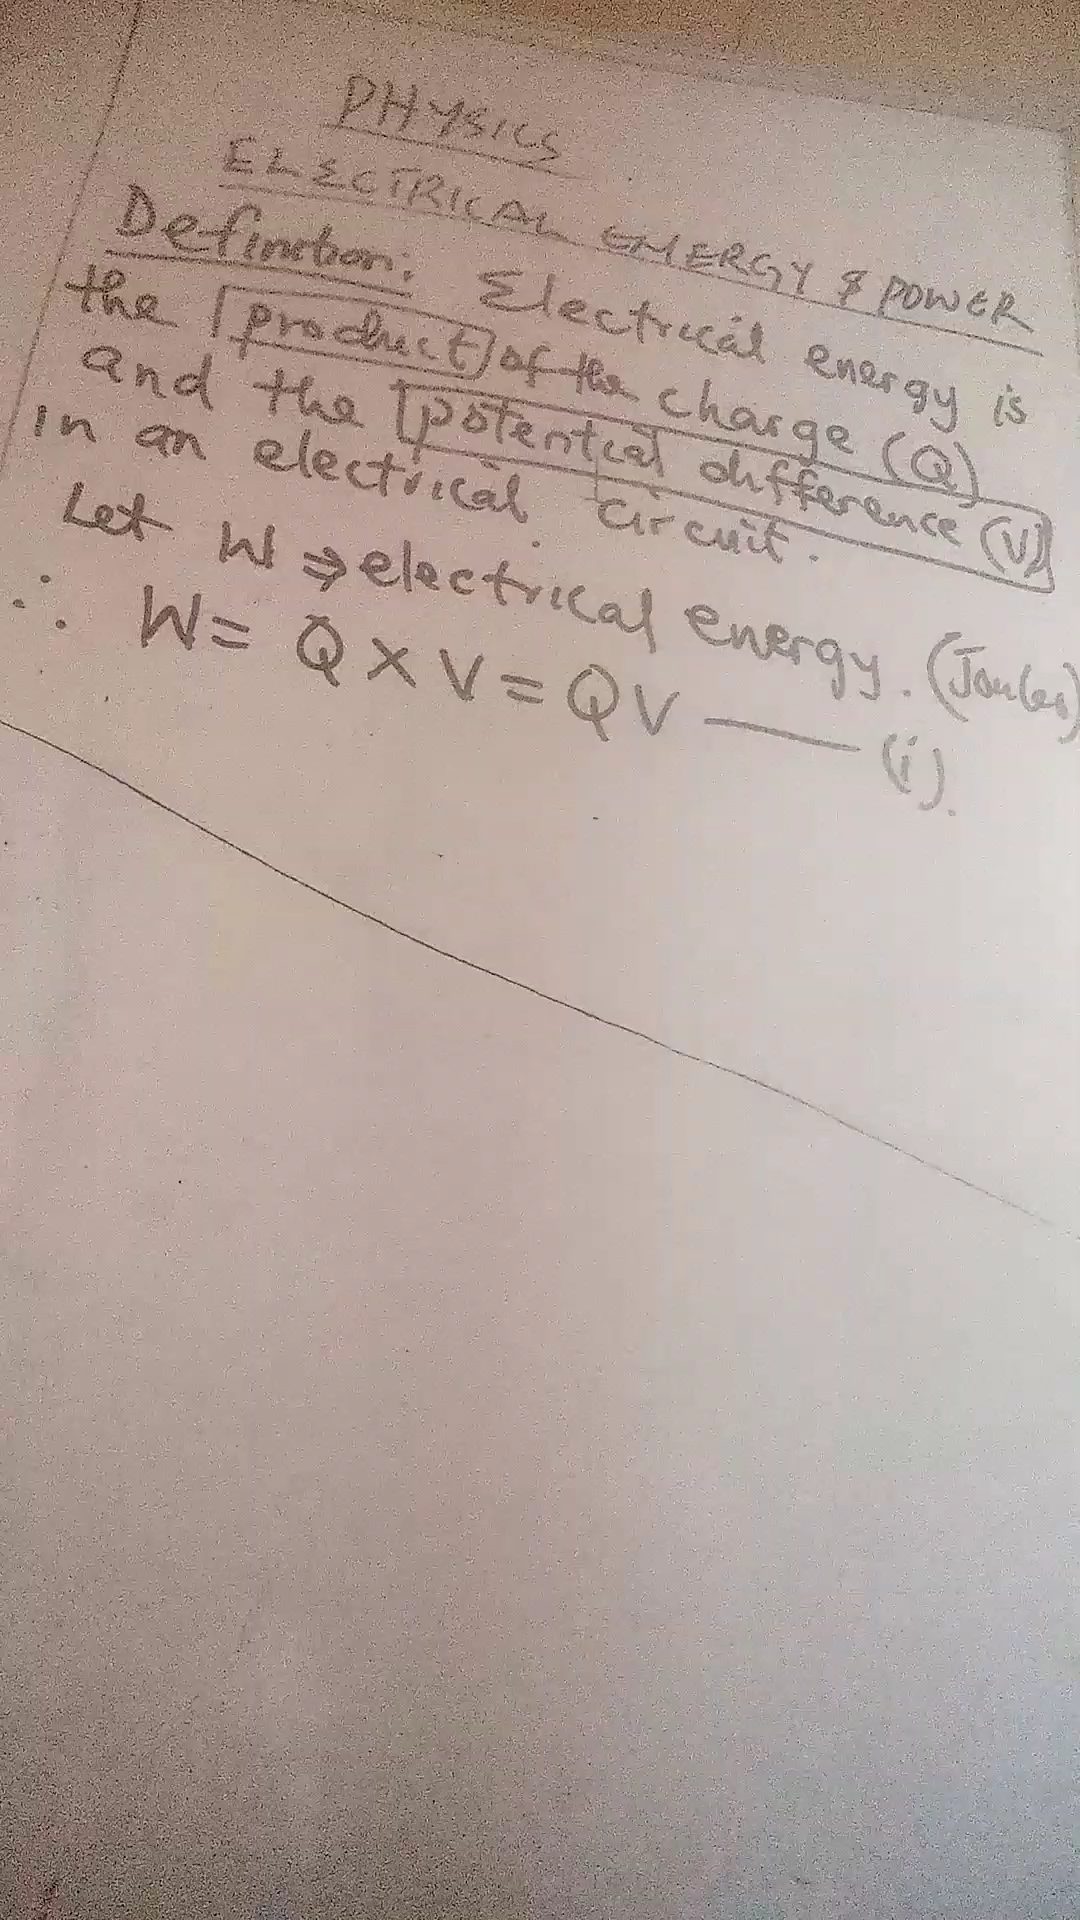 PHYSICS
ELECTRICAL ENERGY & POWER
Definition: Electrical energy is
the product of the charge (Q)
and the potential difference (V)
in an electrical circuit.
Let W ⇒ electrical energy. (Joules)
∴ W = Q × V = QV —— (i).